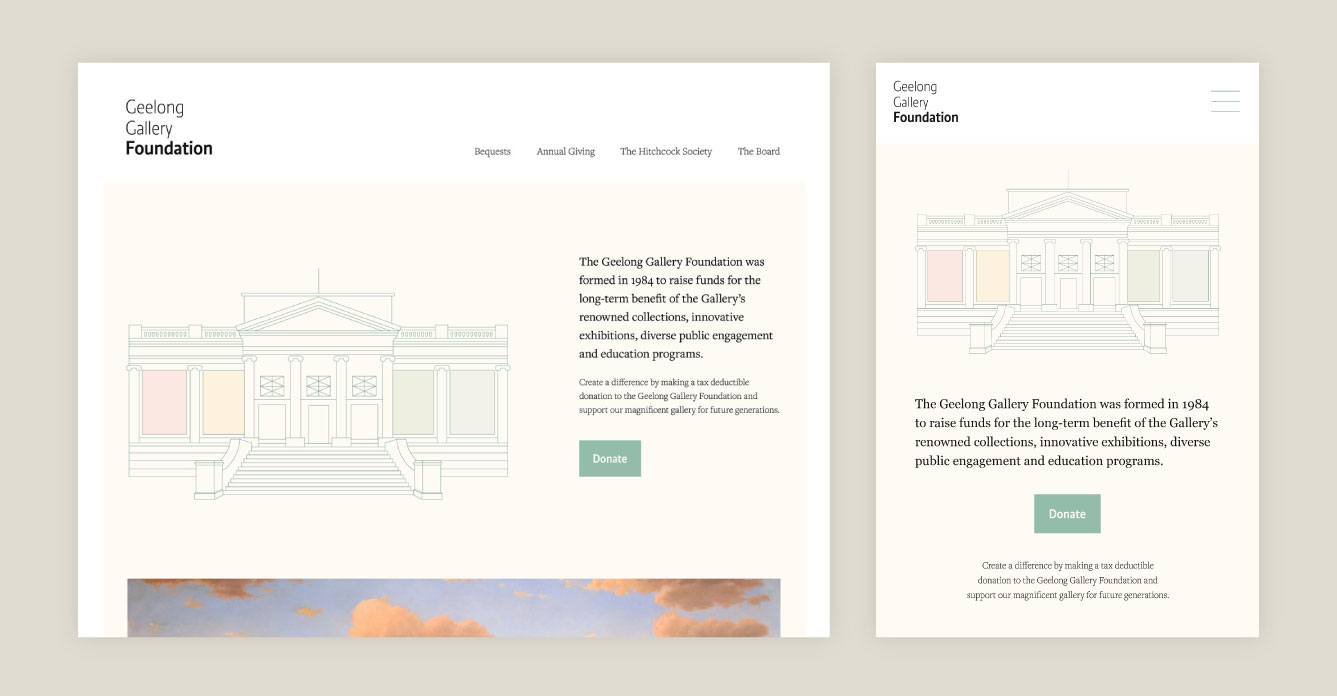 Geelong
Gallery
Foundation
Bequests
Annual Giving
The Hitchcock Society
The Board
The Geelong Gallery Foundation was
formed in 1984 to raise funds for the
long-term benefit of the Gallery's
renowned collections, innovative
exhibitions, diverse public engagement
and education programs.
Create a difference by making a tax deductible
donation to the Geelong Gallery Foundation and
support our magnificent gallery for future generations.
Donate
Geelong
Gallery
Foundation
The Geelong Gallery Foundation was formed in 1984
to raise funds for the long-term benefit of the Gallery's
renowned collections, innovative exhibitions, diverse
public engagement and education programs.
Donate
Create a difference by making a tax deductible
donation to the Geelong Gallery Foundation and
support our magnificent gallery for future generations.